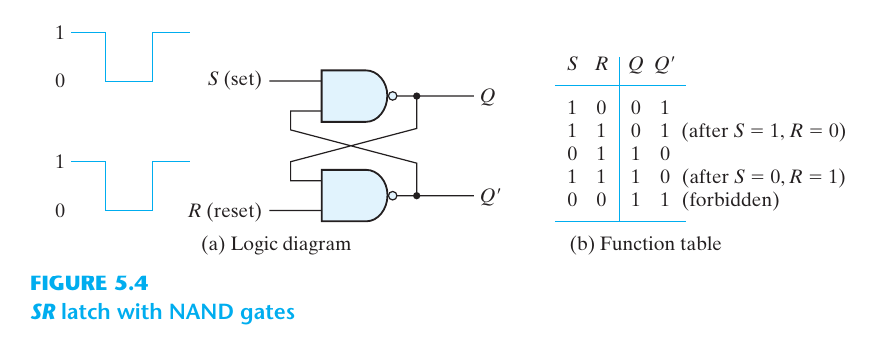 1
0
S (set)
Q
1
0
R (reset)
Q'
(a) Logic diagram
S R Q Q'
1 0 0 1
1 1 0 1 (after S = 1, R = 0)
0 1 1 0
1 1 1 0 (after S = 0, R = 1)
0 0 1 1 (forbidden)
(b) Function table
FIGURE 5.4
SR latch with NAND gates